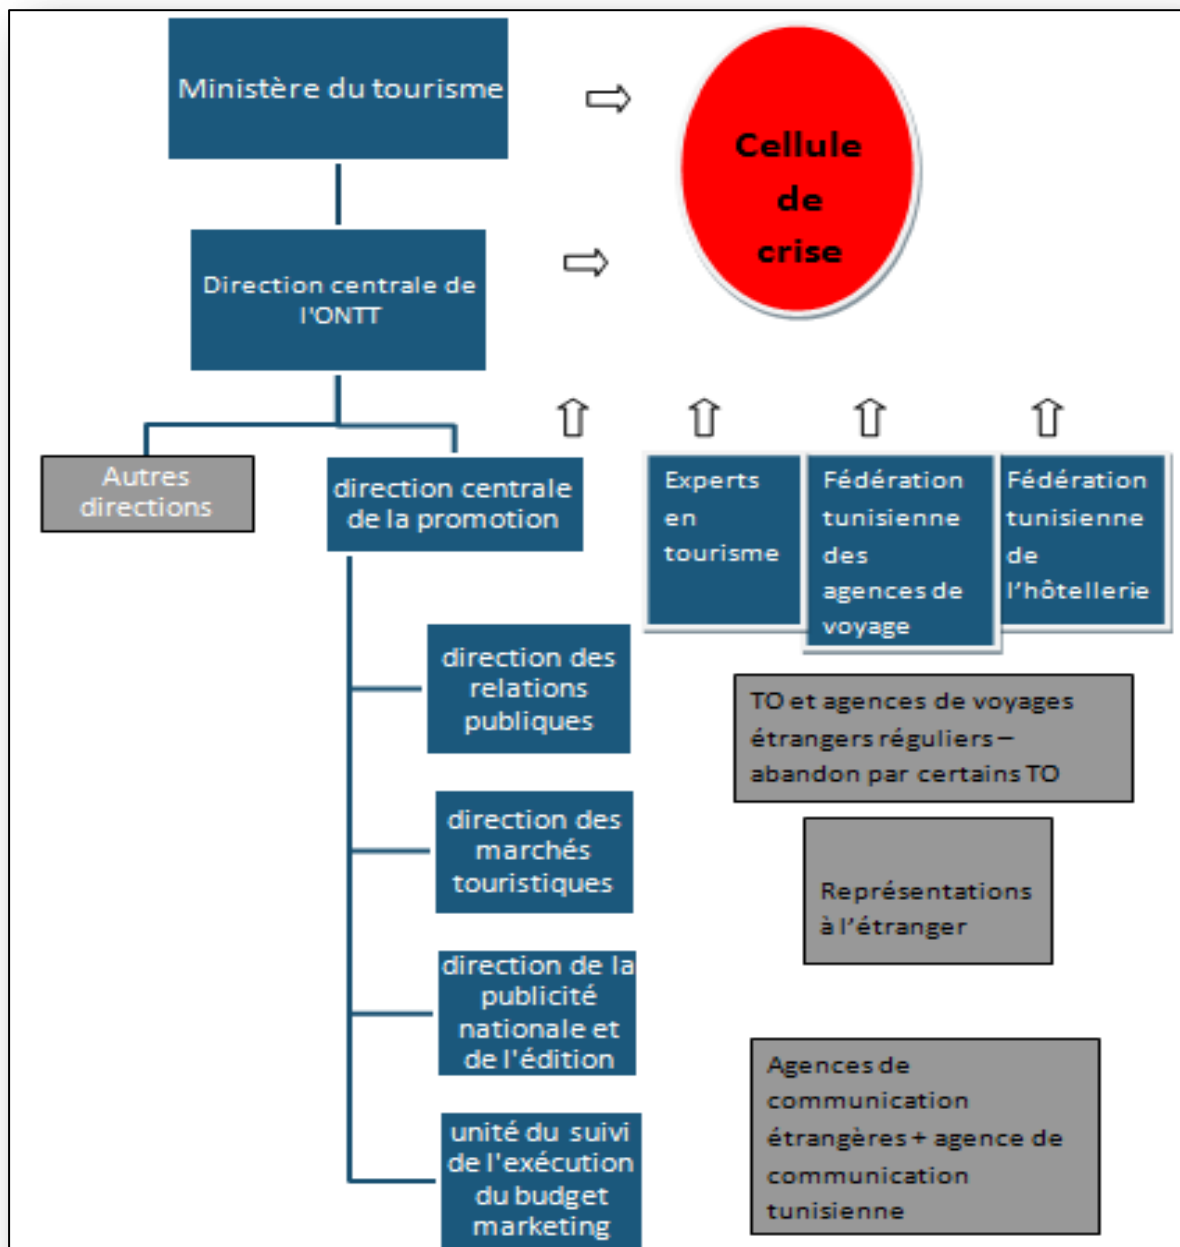 Ministère du tourisme
Cellule
de
crise
Direction centrale de
l'ONTT
Autres
directions
direction centrale
de la promotion
Experts
en
tourisme
Fédération
tunisienne
des
agences de
voyage
Fédération
tunisienne
de
l’hôtellerie
direction des
relations
publiques
TO et agences de voyages
étrangers réguliers –
abandon par certains TO
direction des
marchés
touristiques
Représentations
à l’étranger
direction de la
publicité
nationale et
de l'édition
Agences de
communication
étrangères + agence de
communication
tunisienne
unité du suivi
de l'exécution
du budget
marketing